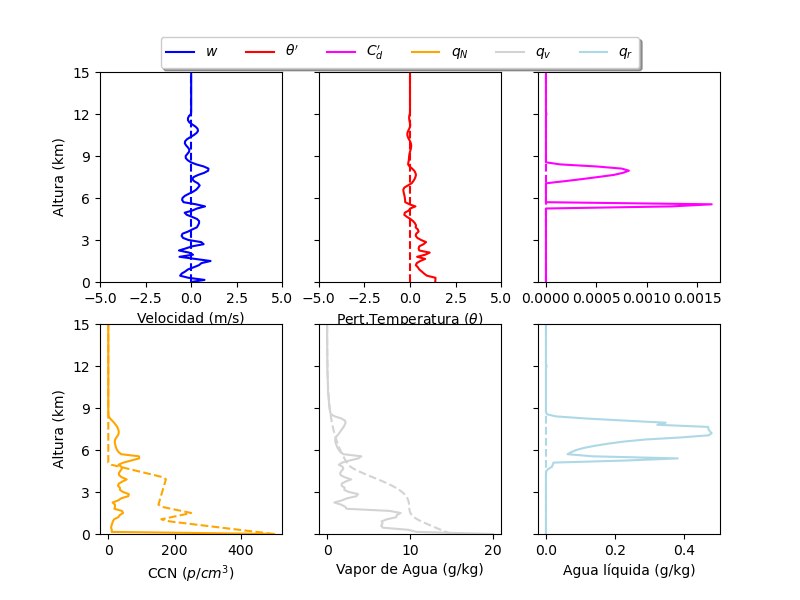 w θ′ C′d qN qv qr
15
12
9
6
3
0
Altura (km)
−5.0 −2.5 0.0 2.5 5.0
Velocidad (m/s)
−5.0 −2.5 0.0 2.5 5.0
Pert.Temperatura (θ)
0.0000 0.0005 0.0010 0.0015
15
12
9
6
3
0
Altura (km)
0 200 400
CCN (p/cm³)
0 10 20
Vapor de Agua (g/kg)
0.0 0.2 0.4
Agua líquida (g/kg)